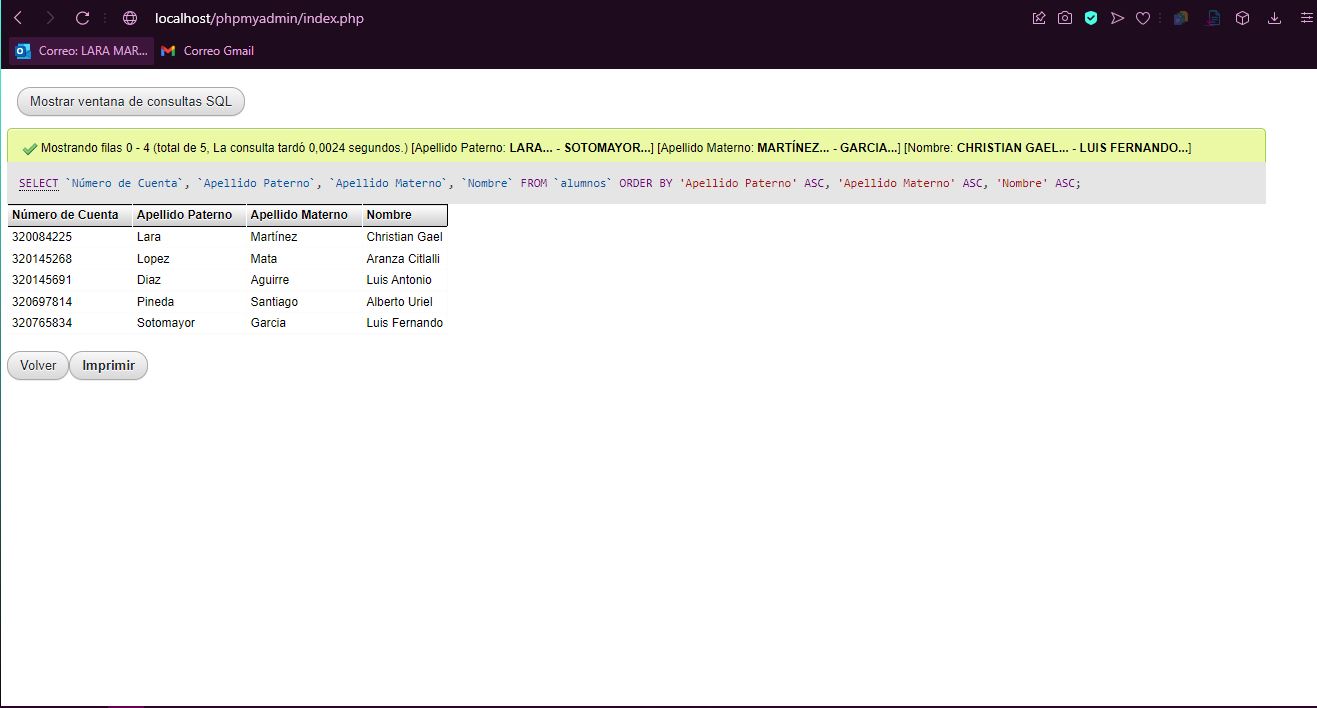 localhost/phpmyadmin/index.php
Correo: LARA MAR... Correo Gmail
Mostrar ventana de consultas SQL
Mostrando filas 0 - 4 (total de 5, La consulta tardó 0,0024 segundos.) [Apellido Paterno: LARA... - SOTOMAYOR...] [Apellido Materno: MARTÍNEZ... - GARCIA...] [Nombre: CHRISTIAN GAEL... - LUIS FERNANDO...]
SELECT `Número de Cuenta`, `Apellido Paterno`, `Apellido Materno`, `Nombre` FROM `alumnos` ORDER BY 'Apellido Paterno' ASC, 'Apellido Materno' ASC, 'Nombre' ASC;
Número de Cuenta Apellido Paterno Apellido Materno Nombre
320084225 Lara Martínez Christian Gael
320145268 Lopez Mata Aranza Citlalli
320145691 Diaz Aguirre Luis Antonio
320697814 Pineda Santiago Alberto Uriel
320765834 Sotomayor Garcia Luis Fernando
Volver Imprimir